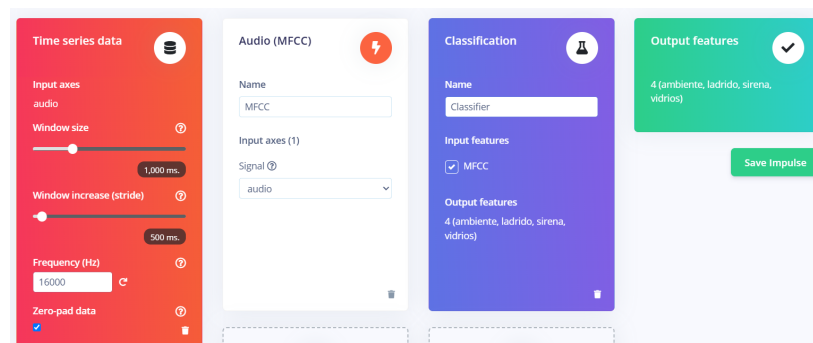 Time series data
Input axes
audio
Window size
1,000 ms.
Window increase (stride)
500 ms.
Frequency (Hz)
16000
Zero-pad data
Audio (MFCC)
Name
MFCC
Input axes (1)
Signal
audio
Classification
Name
Classifier
Input features
MFCC
Output features
4 (ambiente, ladrido, sirena,
vidrios)
Output features
4 (ambiente, ladrido, sirena,
vidrios)
Save Impulse